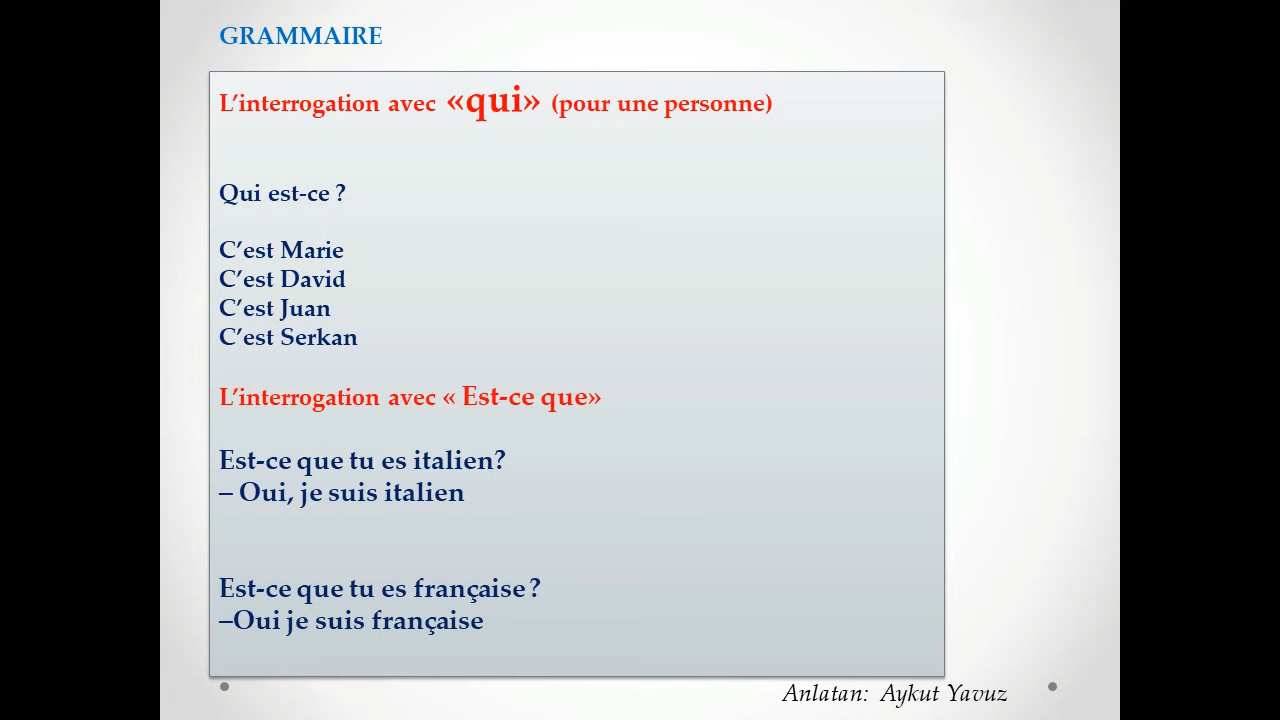 GRAMMAIRE
L’interrogation avec «qui» (pour une personne)
Qui est-ce ?
C’est Marie
C’est David
C’est Juan
C’est Serkan
L’interrogation avec « Est-ce que»
Est-ce que tu es italien?
– Oui, je suis italien
Est-ce que tu es française ?
–Oui je suis française
Anlatan: Aykut Yavuz